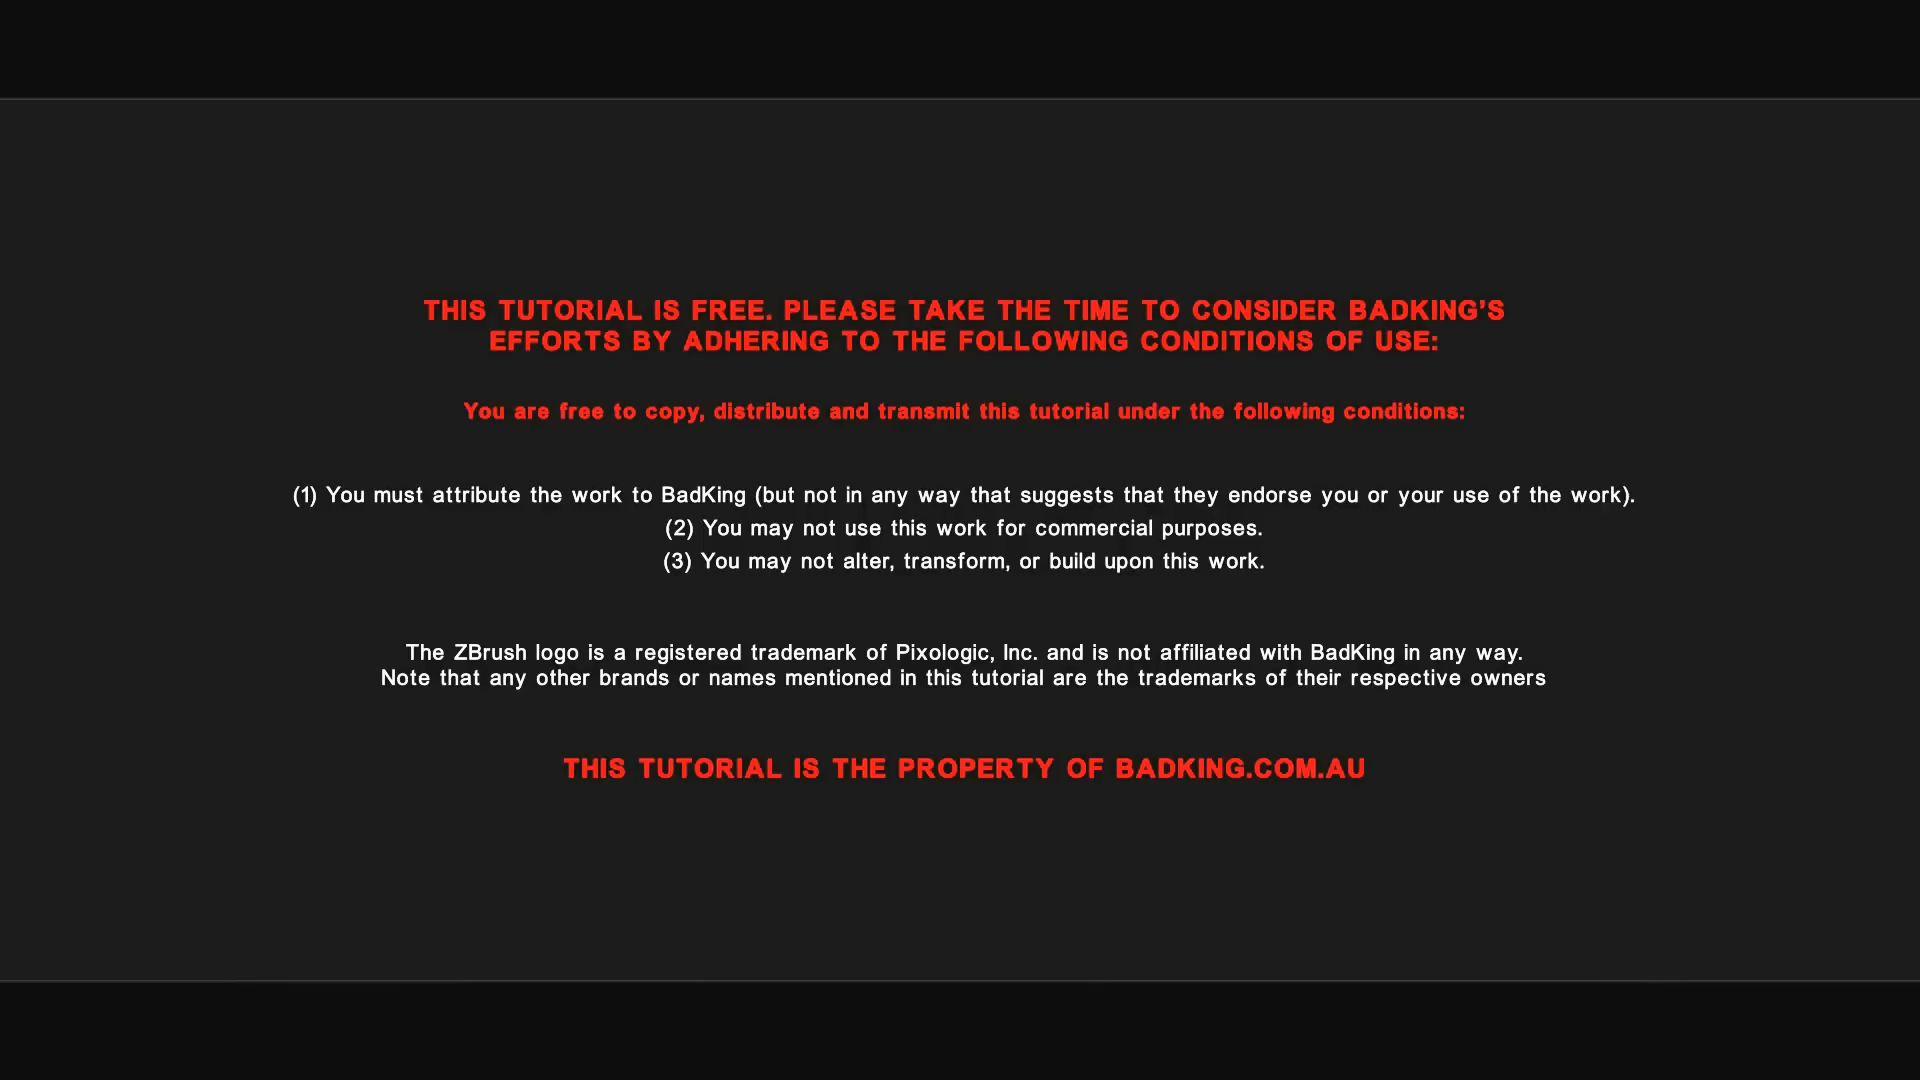 THIS TUTORIAL IS FREE. PLEASE TAKE THE TIME TO CONSIDER BADKING’S
EFFORTS BY ADHERING TO THE FOLLOWING CONDITIONS OF USE:
You are free to copy, distribute and transmit this tutorial under the following conditions:
(1) You must attribute the work to BadKing (but not in any way that suggests that they endorse you or your use of the work).
(2) You may not use this work for commercial purposes.
(3) You may not alter, transform, or build upon this work.
The ZBrush logo is a registered trademark of Pixologic, Inc. and is not affiliated with BadKing in any way.
Note that any other brands or names mentioned in this tutorial are the trademarks of their respective owners
THIS TUTORIAL IS THE PROPERTY OF BADKING.COM.AU